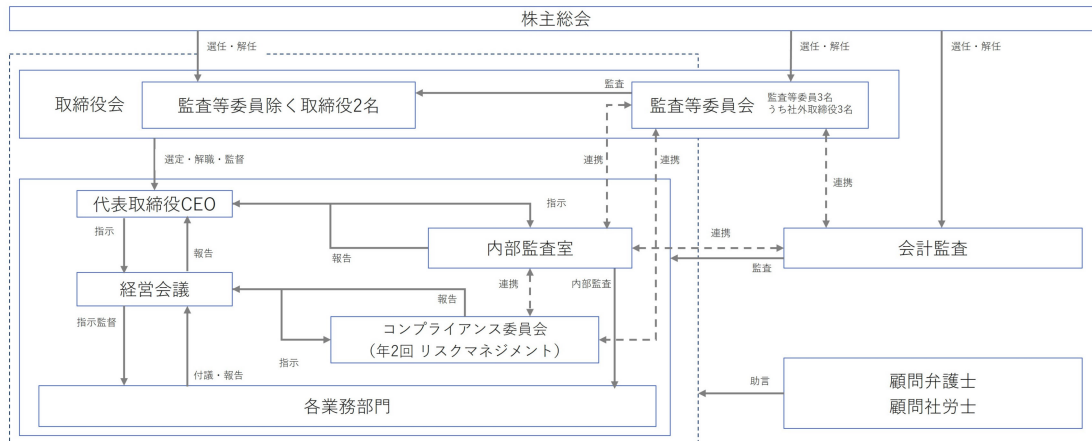 株主総会
選任・解任
選任・解任
選任・解任
取締役会
監査等委員除く取締役2名
監査
監査等委員会
監査等委員3名
うち社外取締役3名
選定・解職・監督
連携
連携
連携
代表取締役CEO
指示
指示
報告
報告
内部監査室
連携
会計監査
監査
経営会議
報告
連携
内部監査
指示監督
コンプライアンス委員会
（年2回 リスクマネジメント）
指示
付議・報告
各業務部門
助言
顧問弁護士
顧問社労士